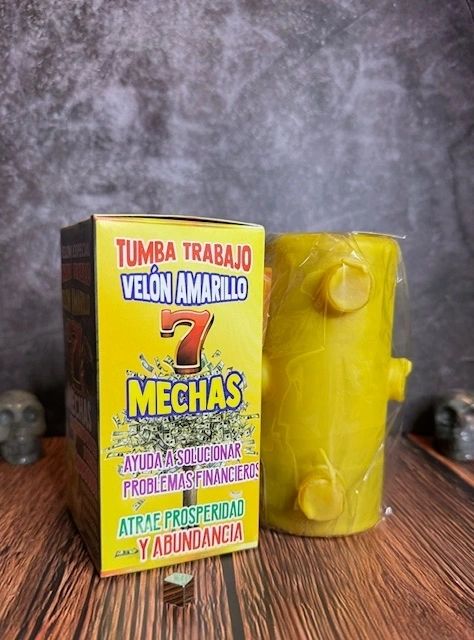 TUMBA TRABAJO
VELÓN AMARILLO
7
MECHAS
AYUDA A SOLUCIONAR
PROBLEMAS FINANCIEROS
ATRAE PROSPERIDAD
Y ABUNDANCIA